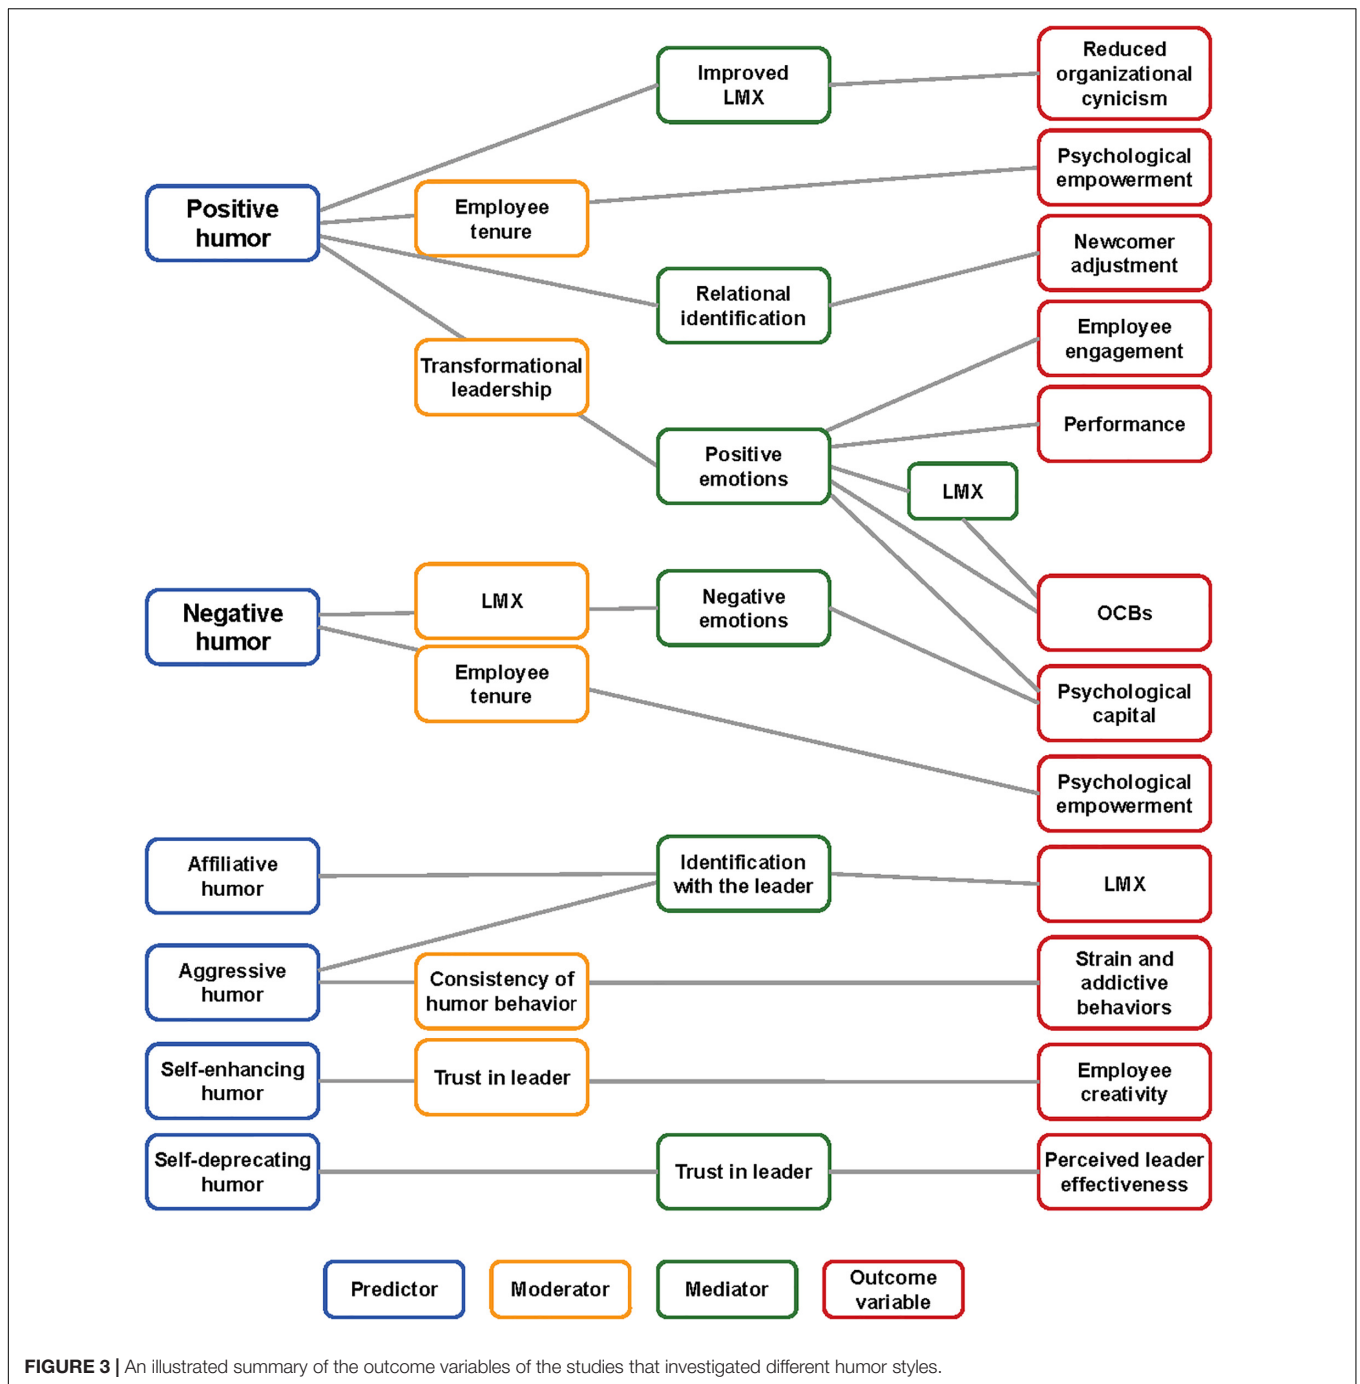 Reduced
organizational
cynicism
Improved
LMX
Psychological
empowerment
Positive
humor
Employee
tenure
Newcomer
adjustment
Relational
identification
Employee
engagement
Transformational
leadership
Performance
Positive
emotions
LMX
LMX
Negative
emotions
OCBs
Negative
humor
Employee
tenure
Psychological
capital
Psychological
empowerment
Affiliative
humor
Identification
with the leader
LMX
Aggressive
humor
Consistency of
humor behavior
Strain and
addictive
behaviors
Self-enhancing
humor
Trust in leader
Employee
creativity
Self-deprecating
humor
Trust in leader
Perceived leader
effectiveness
Predictor
Moderator
Mediator
Outcome
variable
FIGURE 3 | An illustrated summary of the outcome variables of the studies that investigated different humor styles.